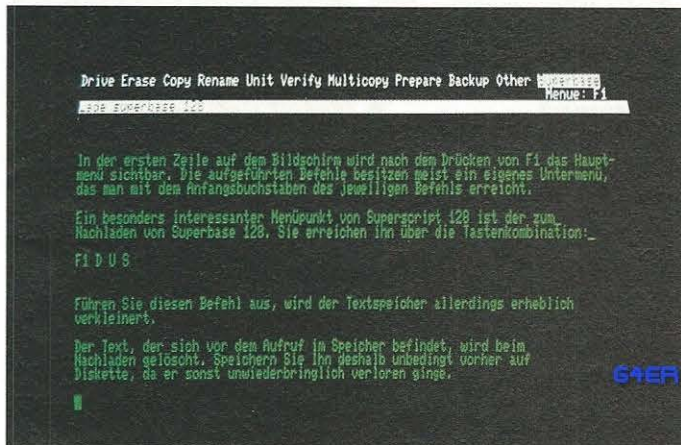 Drive Erase Copy Rename Unit Verify Multicopy Prepare Backup Other Superbase
Menue: F1
Lade superbase 128
In der ersten Zeile auf dem Bildschirm wird nach dem Drücken von F1 das Haupt-
menü sichtbar. Die aufgeführten Befehle besitzen meist ein eigenes Untermenü,
das man mit dem Anfangsbuchstaben des jeweiligen Befehls erreicht.
Ein besonders interessanter Menüpunkt von Superscript 128 ist der zum_
Nachladen von Superbase 128. Sie erreichen ihn über die Tastenkombination:_
F1 D U S
Führen Sie diesen Befehl aus, wird der Textspeicher allerdings erheblich
verkleinert.
Der Text, der sich vor dem Aufruf im Speicher befindet, wird beim
Nachladen gelöscht. Speichern Sie Ihn deshalb unbedingt vorher auf
Diskette, da er sonst unwiederbringlich verloren ginge.
64ER